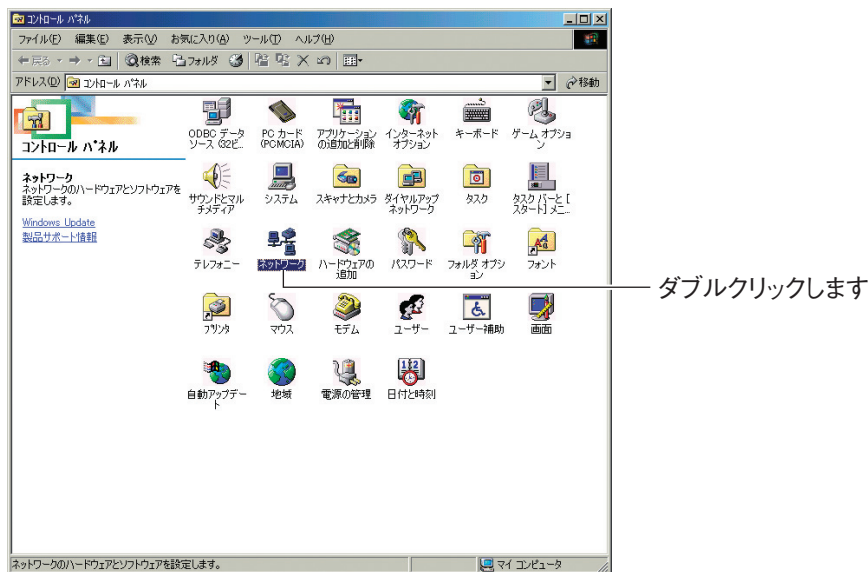 コントロール パネル
ファイル(F) 編集(E) 表示(V) お気に入り(A) ツール(T) ヘルプ(H)
戻る 検索 フォルダ
アドレス(D) コントロール パネル 移動
コントロール パネル
ネットワーク
ネットワークのハードウェアとソフトウェアを
設定します。
Windows Update
製品サポート情報
ODBC データ
ソース (32ビ...
PC カード
(PCMCIA)
アプリケーション
の追加と削除
インターネット
オプション
キーボード
ゲーム オプショ
ン
サウンドとマル
チメディア
システム
スキャナとカメラ
ダイヤルアップ
ネットワーク
タスク
タスク バーと [
スタート] メニ...
テレフォニー
ネットワーク
ハードウェアの
追加
パスワード
フォルダ オプシ
ョン
フォント
ダブルクリックします
プリンタ
マウス
モデム
ユーザー
ユーザー補助
画面
自動アップデー
ト
地域
電源の管理
日付と時刻
ネットワークのハードウェアとソフトウェアを設定します。 マイ コンピュータ